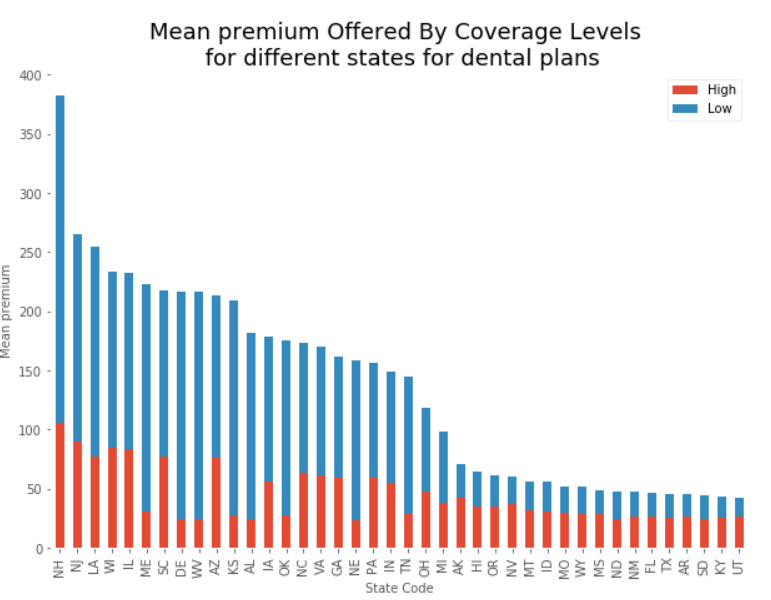 Mean premium Offered By Coverage Levels
for different states for dental plans
High
Low
400
350
300
250
200
150
100
50
0
Mean premium
NH NJ LA WI IL ME SC DE WV AZ KS AL IA OK NC VA GA NE PA IN TN OH MI AK HI OR NV MT ID MO WY MS ND NM FL TX AR SD KY UT
State Code